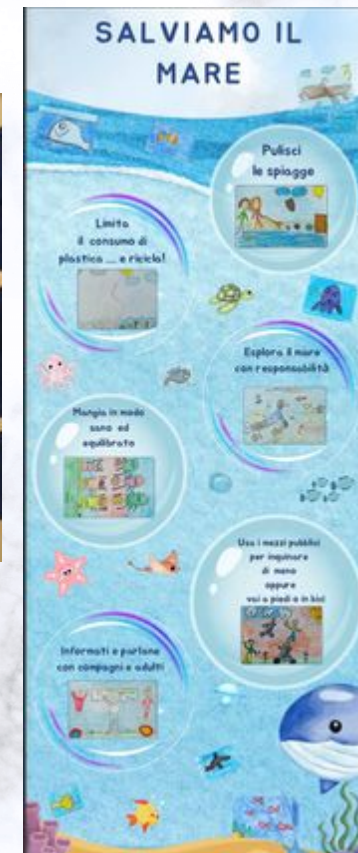 SALVIAMO IL
MARE
Pulisci
le spiagge
Limita
il consumo di
plastica ... e ricicla!
Esplora il mare
con responsabilità
Mangia in modo
sano ed
equilibrato
Usa i mezzi pubblici
per inquinare
di meno
oppure
vai a piedi o in bici
Informati e parlane
con compagni e adulti